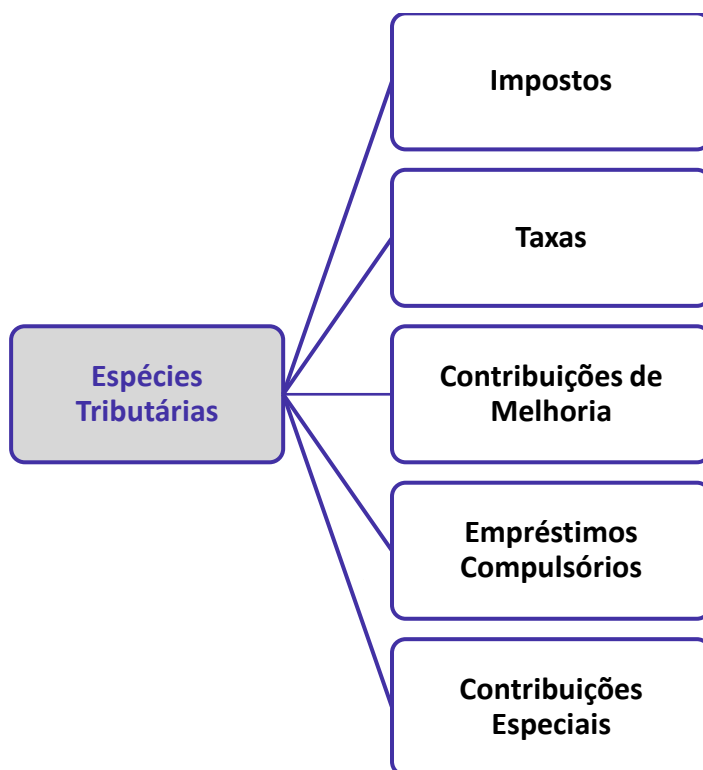 Espécies
Tributárias
Impostos
Taxas
Contribuições de
Melhoria
Empréstimos
Compulsórios
Contribuições
Especiais